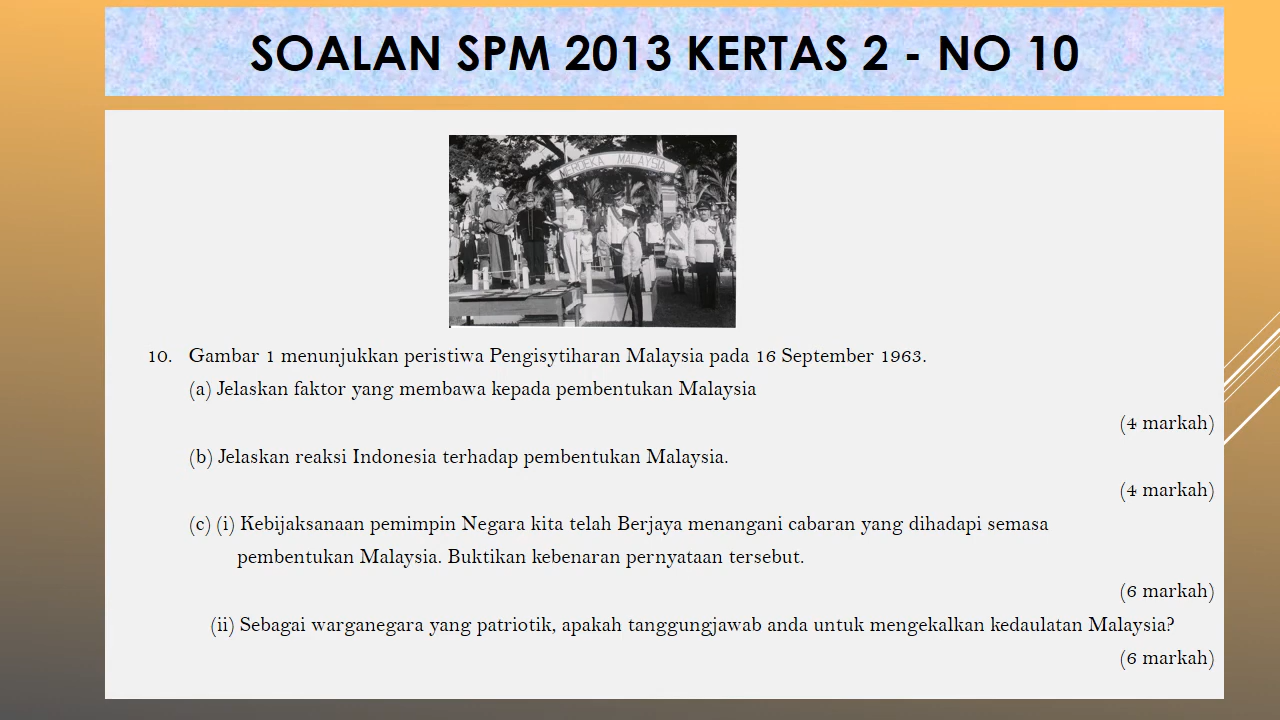 SOALAN SPM 2013 KERTAS 2 - NO 10
MERDEKA MALAYSIA
10. Gambar 1 menunjukkan peristiwa Pengisytiharan Malaysia pada 16 September 1963.
(a) Jelaskan faktor yang membawa kepada pembentukan Malaysia
(4 markah)
(b) Jelaskan reaksi Indonesia terhadap pembentukan Malaysia.
(4 markah)
(c) (i) Kebijaksanaan pemimpin Negara kita telah Berjaya menangani cabaran yang dihadapi semasa
pembentukan Malaysia. Buktikan kebenaran pernyataan tersebut.
(6 markah)
(ii) Sebagai warganegara yang patriotik, apakah tanggungjawab anda untuk mengekalkan kedaulatan Malaysia?
(6 markah)